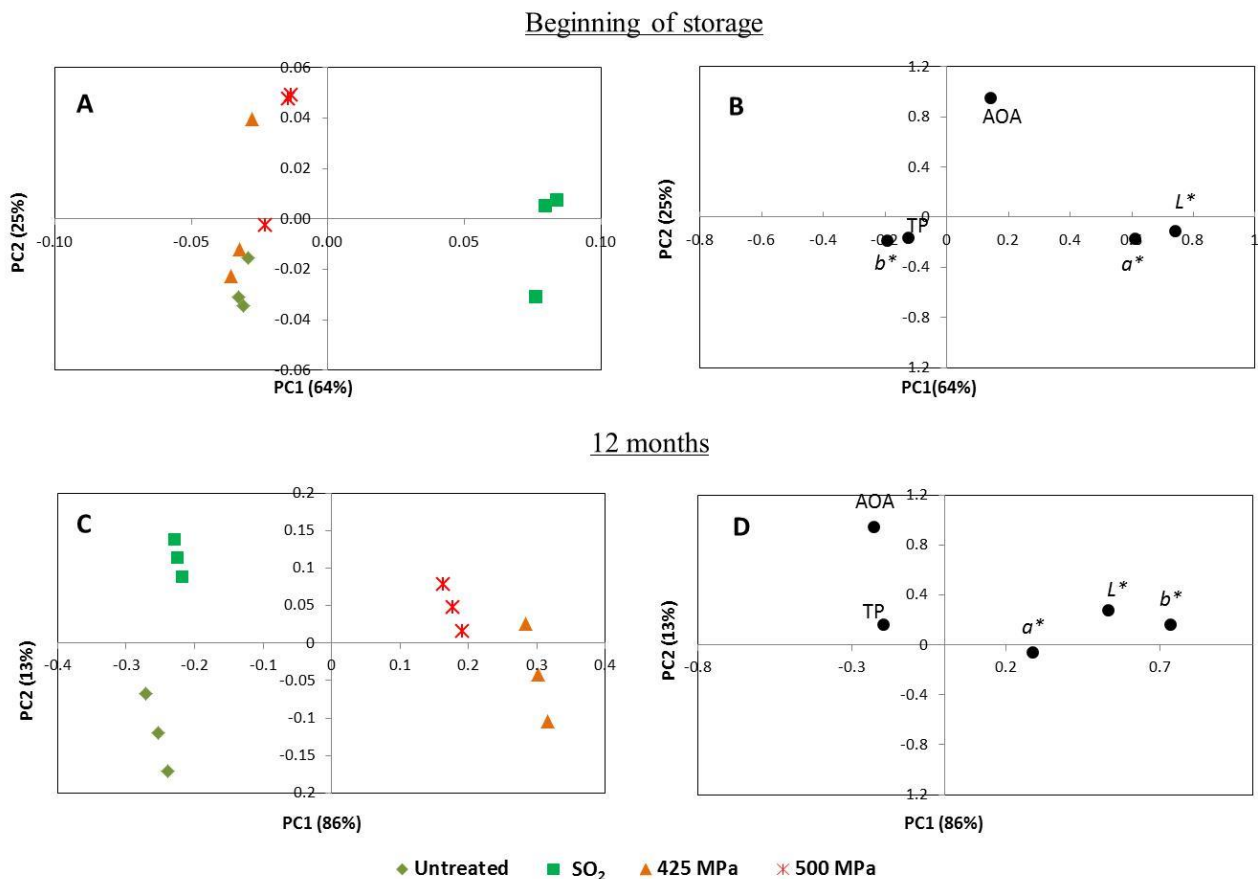 Beginning of storage
A
PC2 (25%)
0.06
0.04
0.02
0.00
-0.02
-0.04
-0.06
-0.10
-0.05
0.00
0.05
0.10
PC1 (64%)
B
PC2 (25%)
1.2
0.8
0.4
0
-0.4
-0.8
1.2
-0.8
-0.6
-0.4
-0.2
0
0.2
0.4
0.6
0.8
1
AOA
TP
b*
L*
a*
PC1(64%)
12 months
C
PC2 (13%)
0.2
0.15
0.1
0.05
0
-0.05
-0.1
-0.15
0.2
-0.4
-0.3
-0.2
-0.1
0
0.1
0.2
0.3
0.4
PC1 (86%)
D
PC2 (13%)
1.2
0.8
0.4
0
-0.4
-0.8
1.2
-0.8
-0.3
0.2
0.7
AOA
TP
a*
L*
b*
PC1 (86%)
Untreated SO₂ 425 MPa 500 MPa